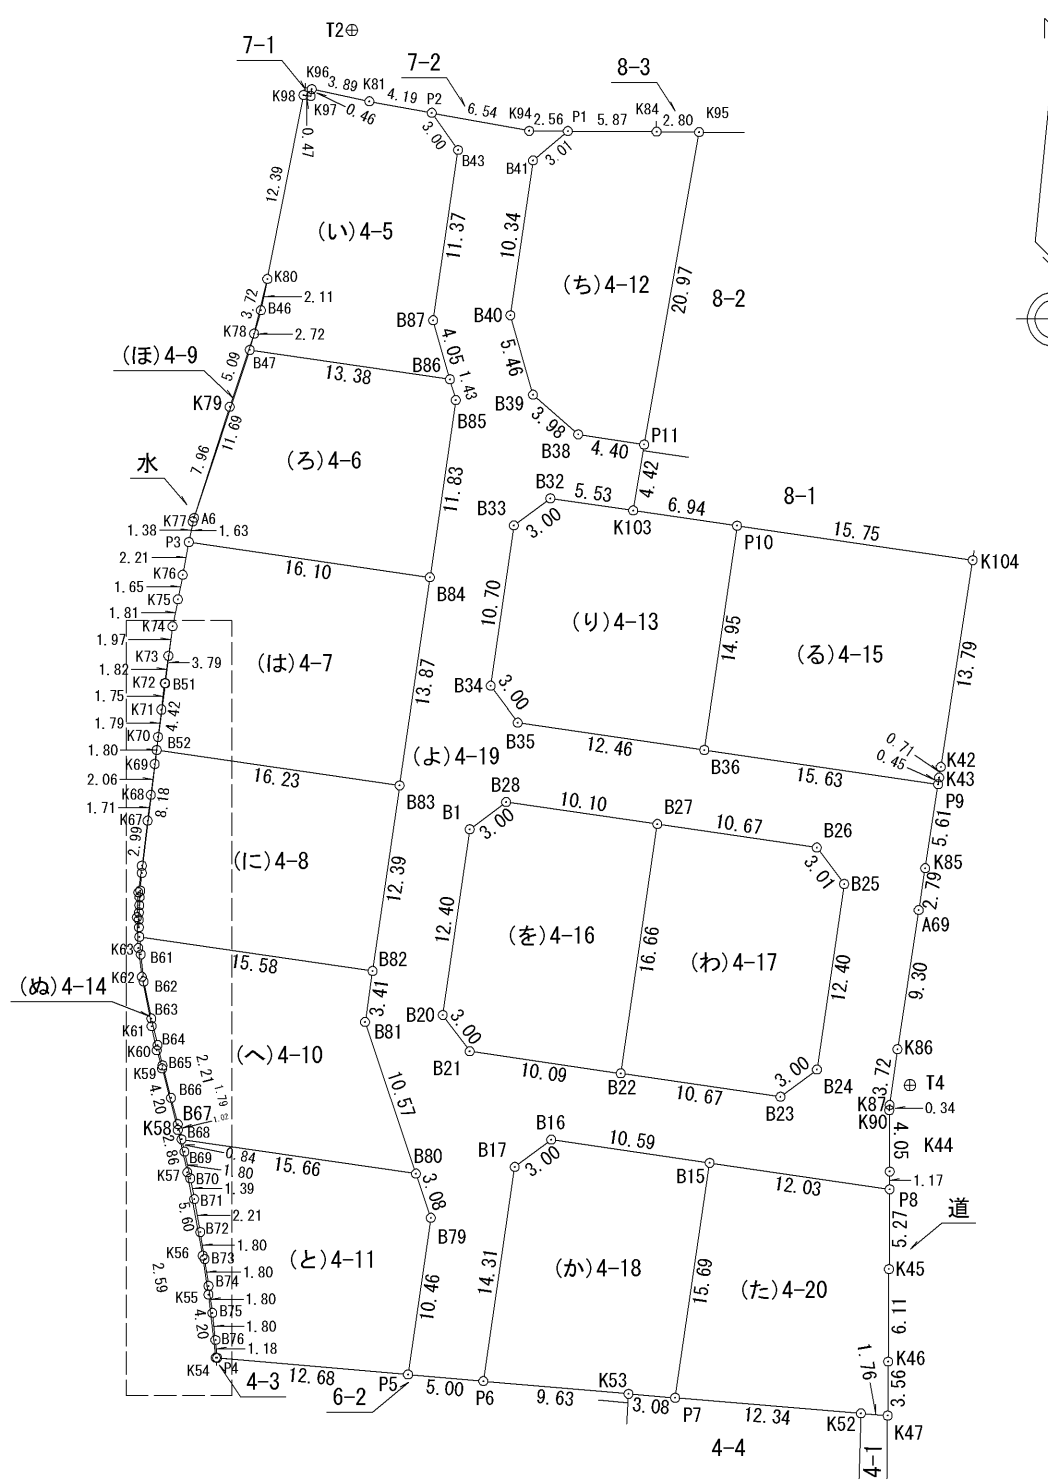 T2
7-1
K96
K98
K97
3.89
K81
0.46
0.47
4.19
P2
7-2
6.54
3.00
B43
K94
2.56
P1
5.87
8-3
K84
2.80
K95
B41
3.01
12.39
(い)4-5
11.37
10.34
(ち)4-12
20.97
8-2
K80
3.72
B46
2.11
K78
2.72
B47
B87
4.05
B86
1.43
B85
B40
5.46
B39
3.98
B38
4.40
P11
4.42
(ほ)4-9
5.09
K79
11.69
13.38
(ろ)4-6
11.83
7.96
水
K77
A6
1.38
1.63
P3
2.21
K76
1.65
K75
1.81
K74
16.10
B84
B33
B32
3.00
5.53
K103
6.94
8-1
P10
15.75
K104
10.70
(り)4-13
14.95
(る)4-15
13.79
1.97
K73
3.79
1.82
K72
B51
1.75
K71
4.42
1.79
K70
1.80
B52
K69
2.06
K68
8.18
1.71
K67
2.99
(は)4-7
13.87
16.23
B83
B34
3.00
B35
12.46
B36
15.63
0.71
0.45
K42
K43
P9
(よ)4-19
B28
B1
3.00
10.10
B27
10.67
B26
3.01
B25
5.61
K85
2.79
A69
(に)4-8
12.39
12.40
(を)4-16
16.66
(わ)4-17
12.40
9.30
K63
B61
15.58
B82
3.41
B81
K62
B62
(ぬ)4-14
B63
K61
B64
K60
B65
K59
2.21
4.20
1.79
B66
B67
1.02
K58
B68
(へ)4-10
10.57
B20
3.00
B21
10.09
B22
10.67
B23
3.00
B24
K86
3.72
T4
K87
K90
0.34
4.05
K44
1.17
P8
2.86
0.84
B69
15.66
B80
3.08
B79
K57
1.80
B70
1.39
B71
5.60
2.21
B72
K56
1.80
B73
2.59
1.80
B74
K55
1.80
B75
4.20
1.80
B76
1.18
K54
P4
4-3
(と)4-11
10.46
12.68
P5
6-2
5.00
P6
B16
B17
3.00
10.59
B15
12.03
14.31
(か)4-18
15.69
(た)4-20
5.27
道
K45
6.11
K46
3.56
1.76
K47
9.63
K53
3.08
P7
12.34
K52
4-4
4-1